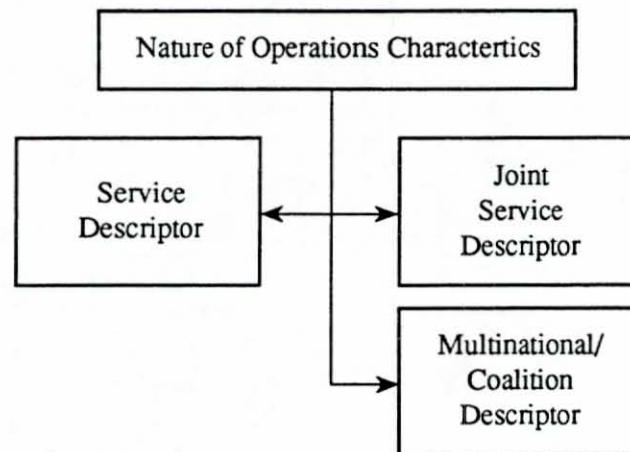 Nature of Operations Charactertics
Service
Descriptor
Joint
Service
Descriptor
Multinational/
Coalition
Descriptor